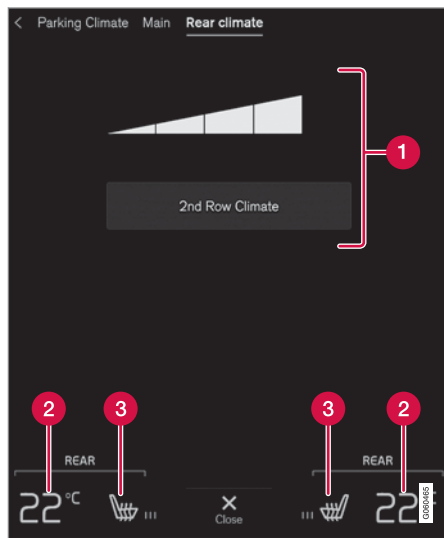 < Parking Climate Main Rear climate
1
2nd Row Climate
2 3 3 2
REAR REAR
22°C Close 22
G060465